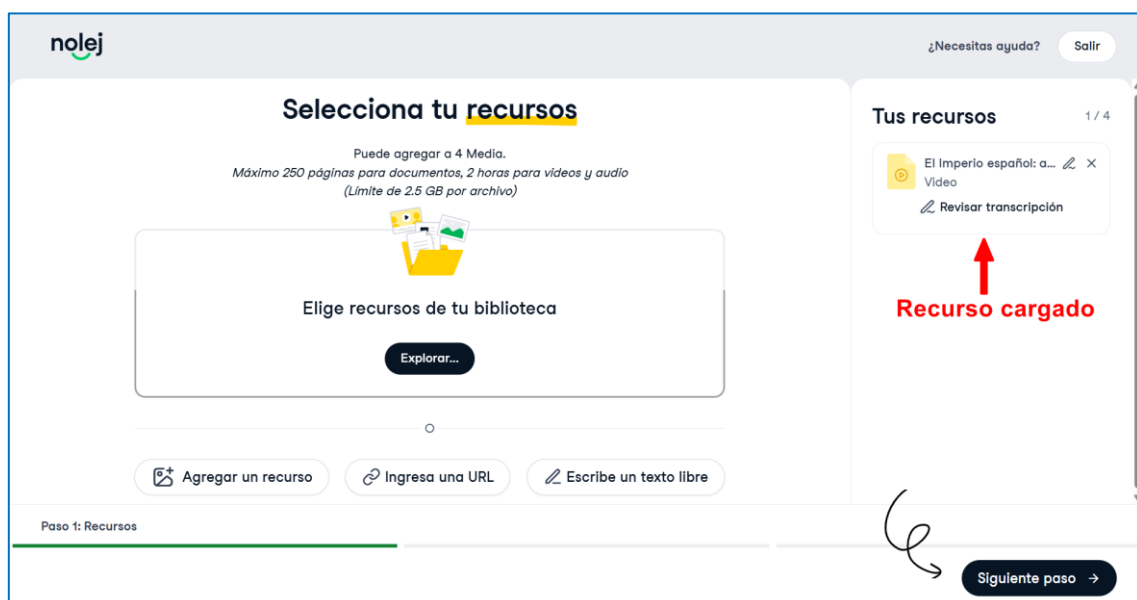 nolej
¿Necesitas ayuda?
Salir
Selecciona tu recursos
Puede agregar a 4 Media.
Máximo 250 páginas para documentos, 2 horas para videos y audio
(Límite de 2.5 GB por archivo)
Elige recursos de tu biblioteca
Explorar...
O
Agregar un recurso
Ingresa una URL
Escribe un texto libre
Tus recursos
1 / 4
El Imperio español: a...
Video
Revisar transcripción
Recurso cargado
Paso 1: Recursos
Siguiente paso →